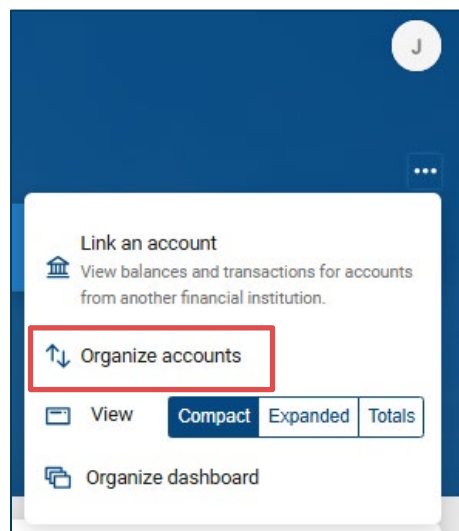 J
Link an account
View balances and transactions for accounts
from another financial institution.
Organize accounts
View Compact Expanded Totals
Organize dashboard